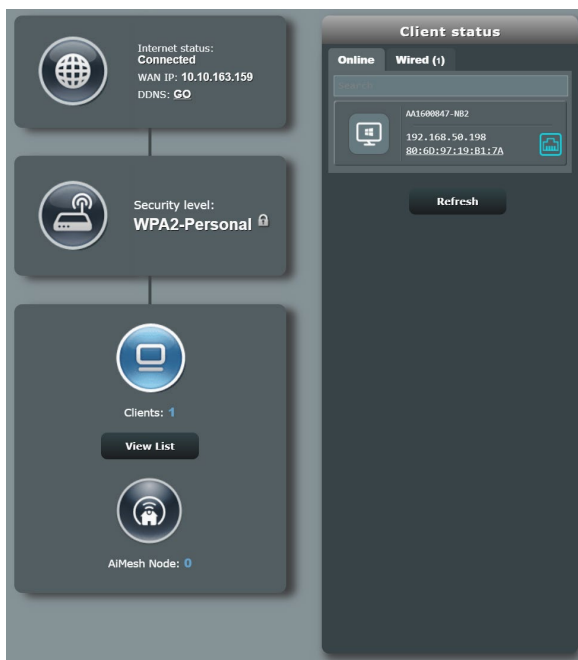 Internet status:
Connected
WAN IP: 10.10.163.159
DDNS: GO
Security level:
WPA2-Personal
Clients: 1
View List
AiMesh Node: 0
Client status
Online Wired (1)
Search
AA1600847-NB2
192.168.50.198
80:6D:97:19:B1:7A
Refresh